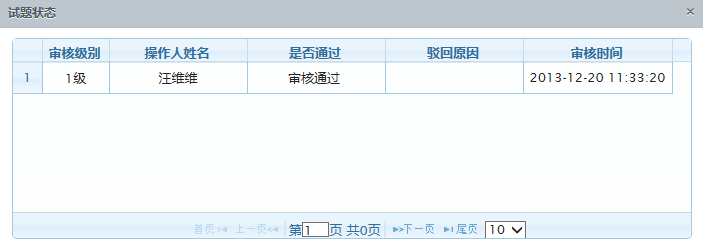 试题状态 ×
审核级别 操作人姓名 是否通过 驳回原因 审核时间
1 1级 汪维维 审核通过 2013-12-20 11:33:20
首页 上一页 第1页 共0页 下一页 尾页 10